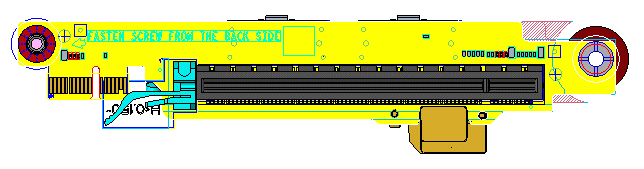 FASTEN SCREW FROM THE BACK SIDE